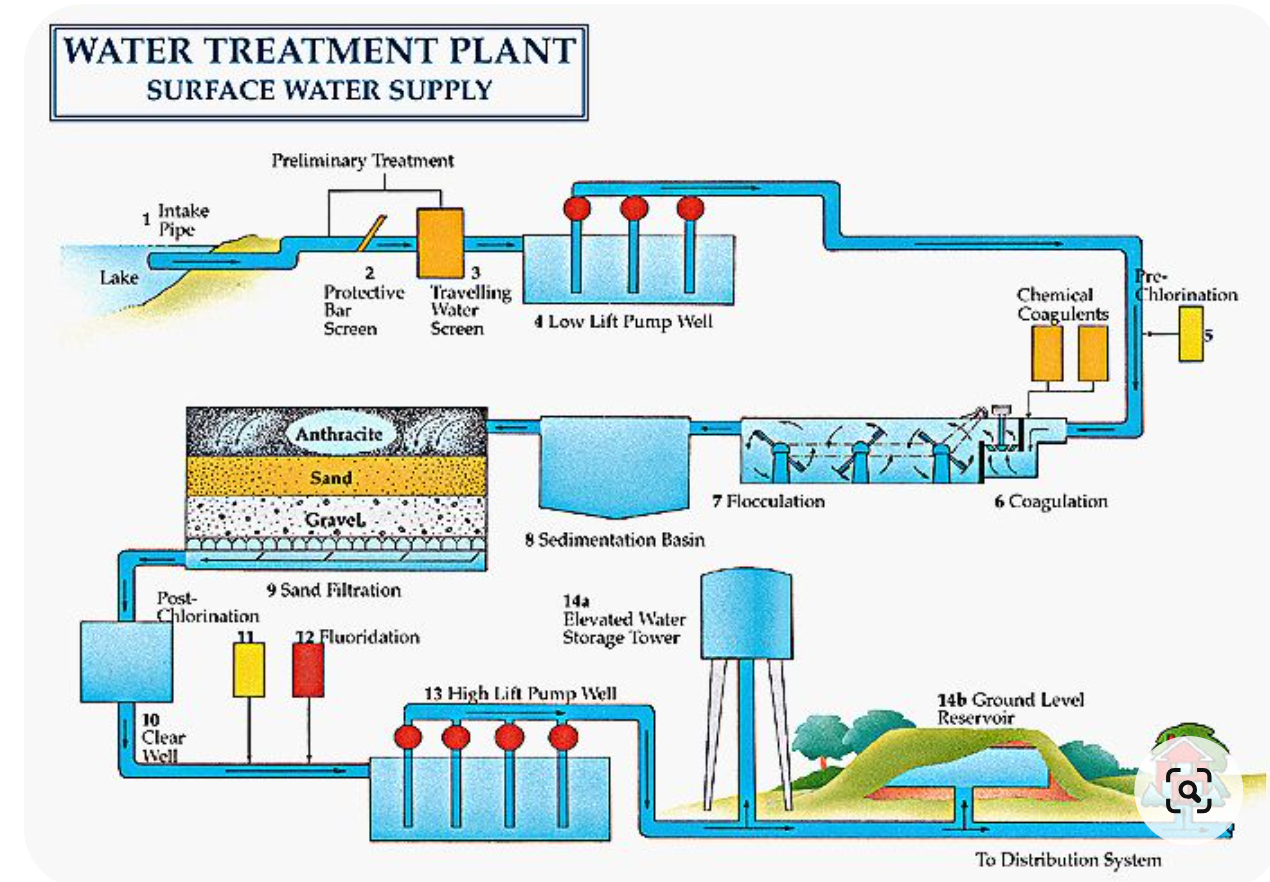 WATER TREATMENT PLANT
SURFACE WATER SUPPLY
Preliminary Treatment
1 Intake
Pipe
Lake
2
Protective
Bar
Screen
3
Travelling
Water
Screen
4 Low Lift Pump Well
Pre-
Chlorination
5
Chemical
Coagulents
6 Coagulation
7 Flocculation
8 Sedimentation Basin
Anthracite
Sand
Gravel
9 Sand Filtration
Post-
Chlorination
11
12 Fluoridation
10
Clear
Well
13 High Lift Pump Well
14a
Elevated Water
Storage Tower
14b Ground Level
Reservoir
To Distribution System